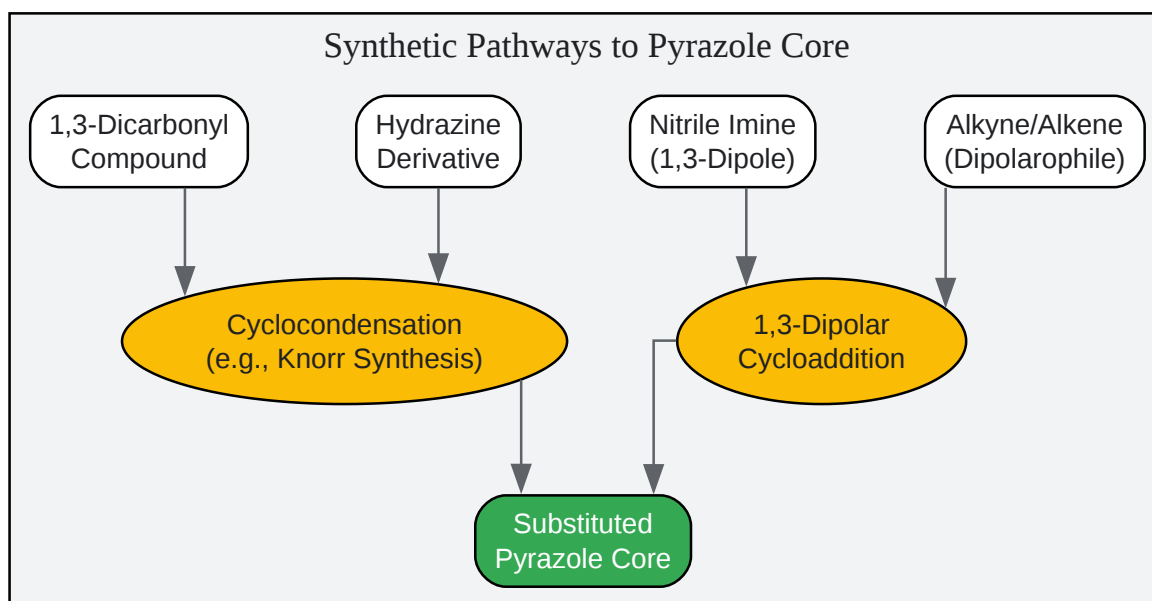 Synthetic Pathways to Pyrazole Core
1,3-Dicarbonyl
Compound
Hydrazine
Derivative
Nitrile Imine
(1,3-Dipole)
Alkyne/Alkene
(Dipolarophile)
Cyclocondensation
(e.g., Knorr Synthesis)
1,3-Dipolar
Cycloaddition
Substituted
Pyrazole Core